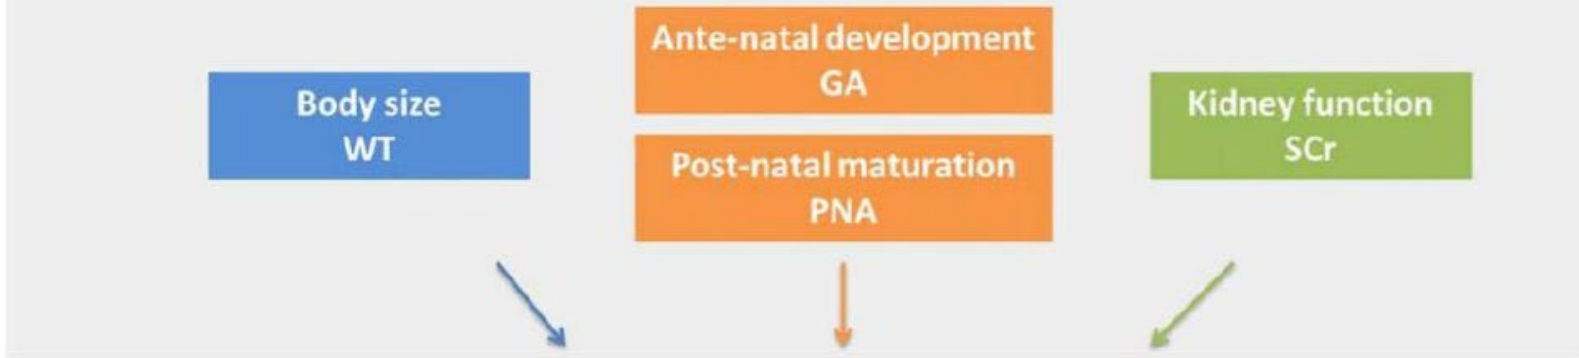 Ante-natal development
GA
Body size
WT
Kidney function
SCr
Post-natal maturation
PNA